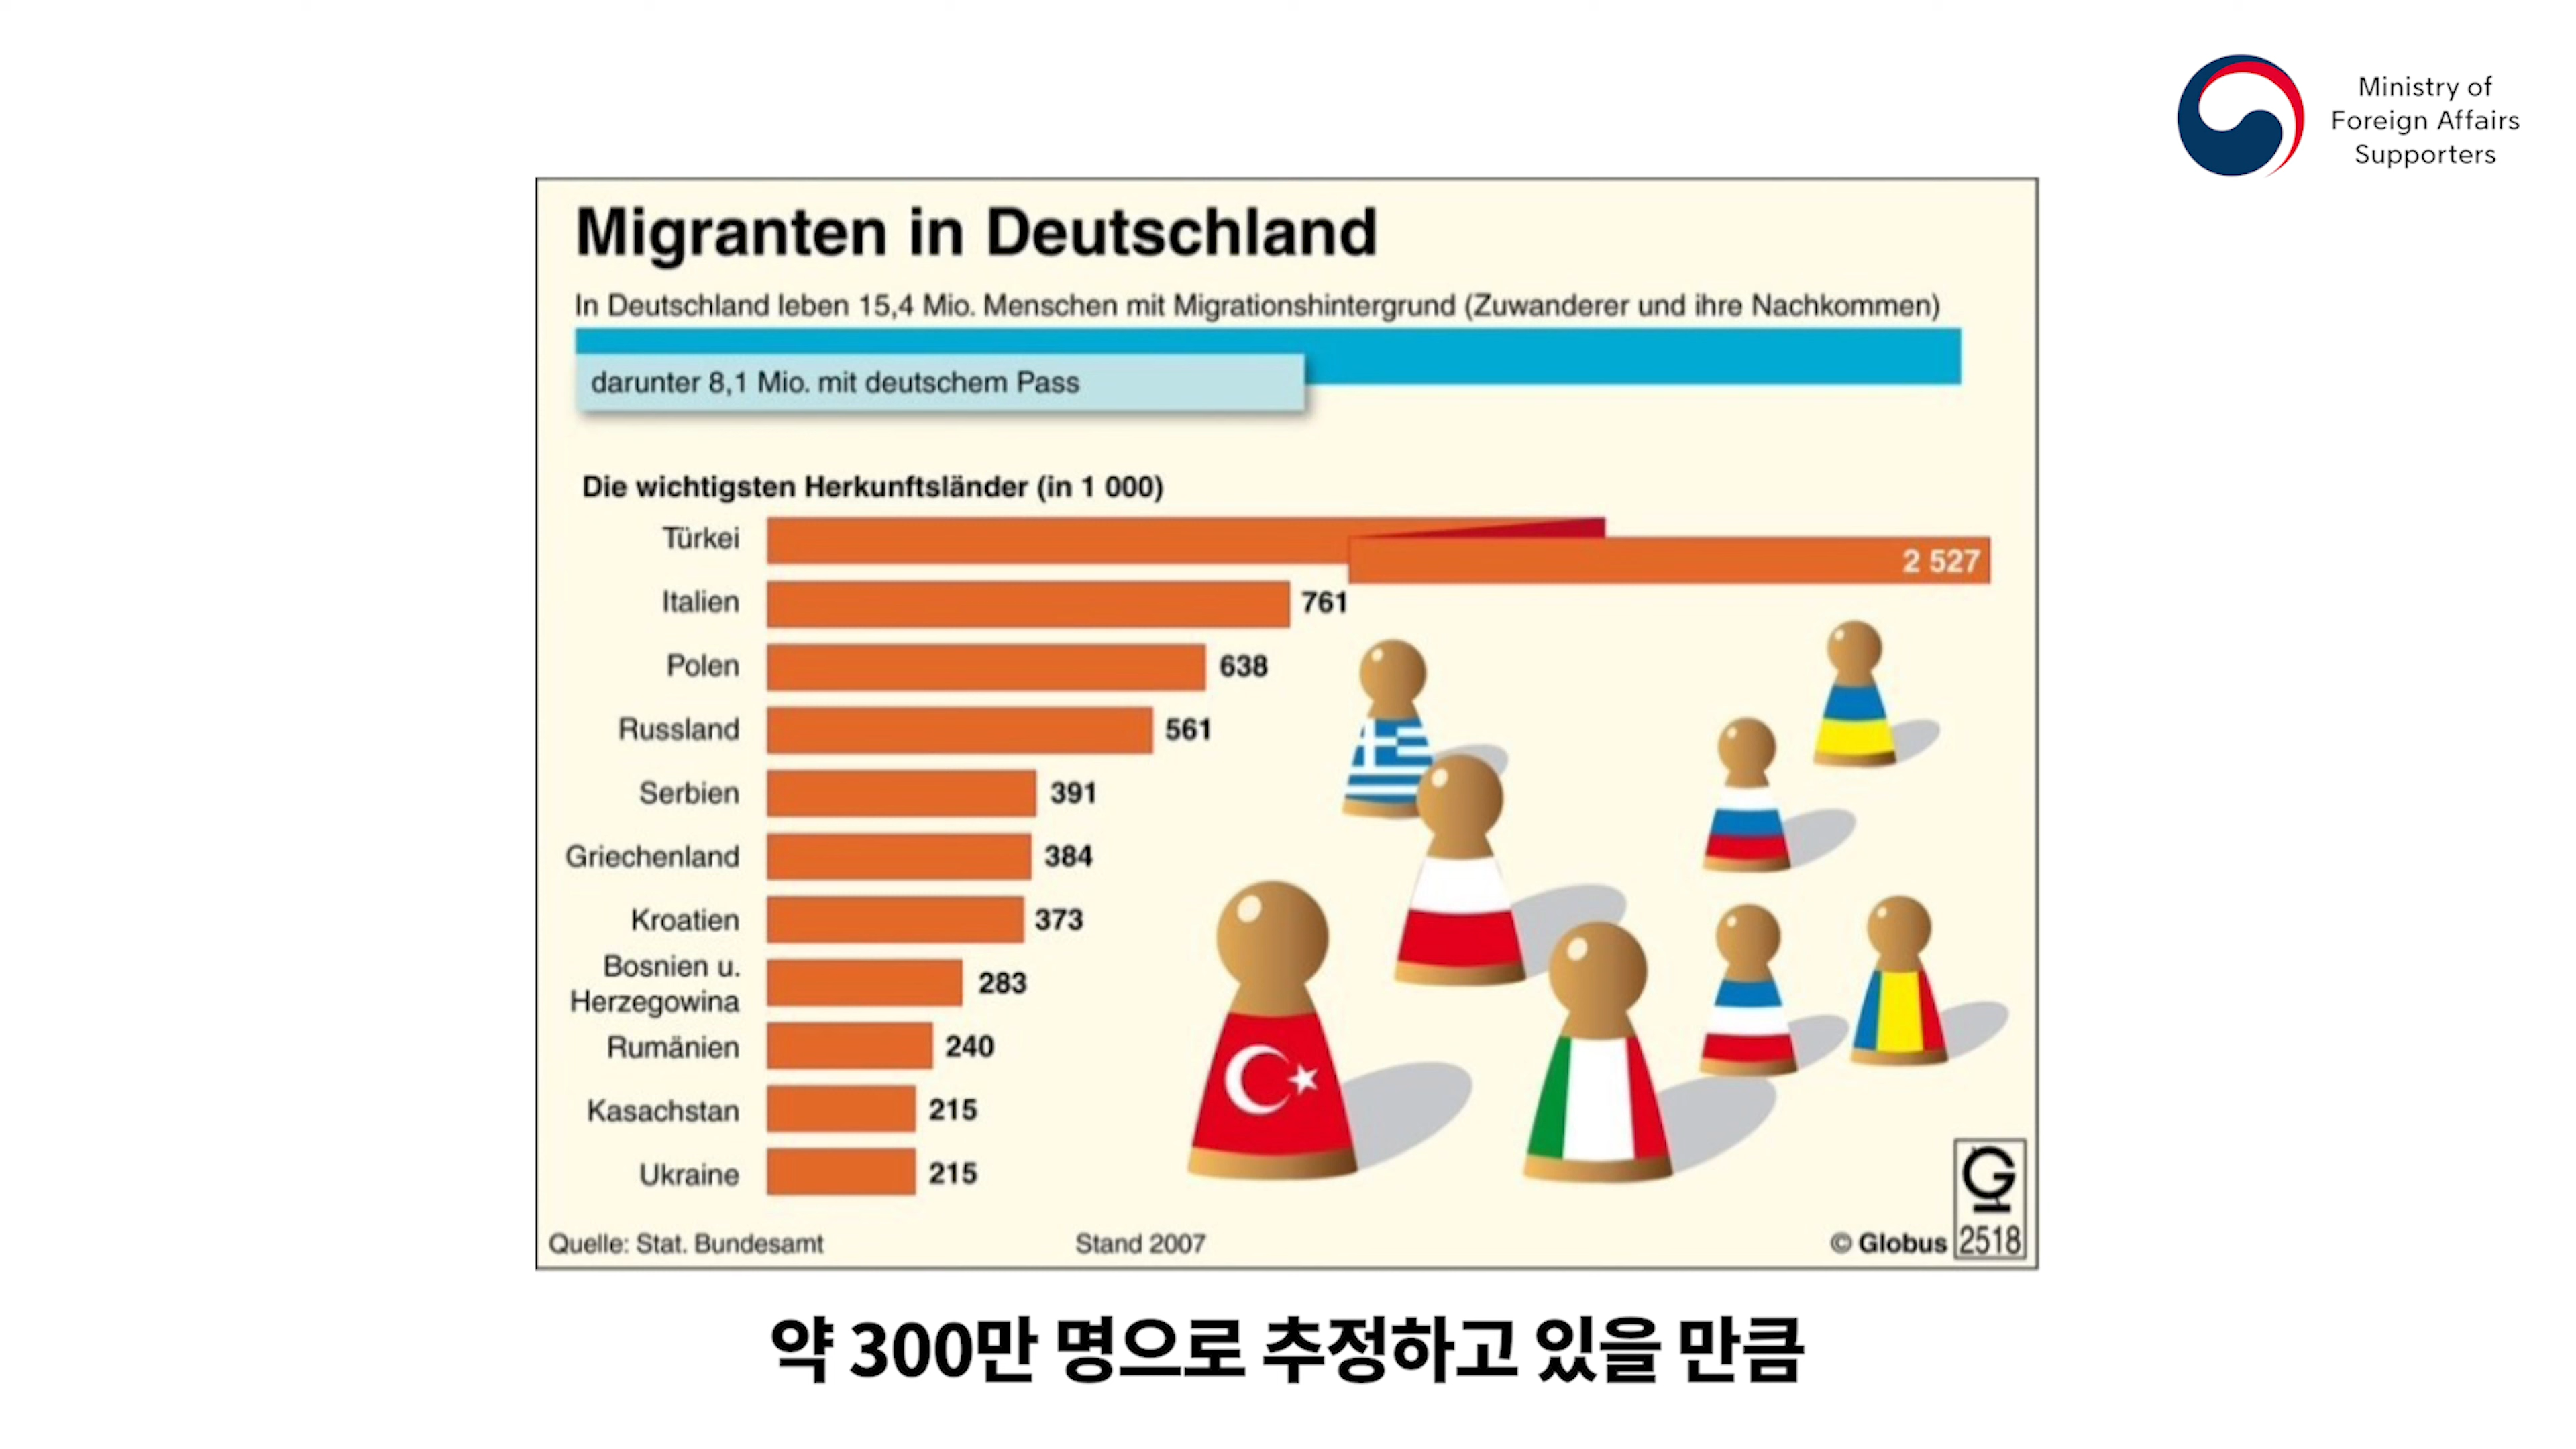 Ministry of
Foreign Affairs
Supporters
Migranten in Deutschland
In Deutschland leben 15,4 Mio. Menschen mit Migrationshintergrund (Zuwanderer und ihre Nachkommen)
darunter 8,1 Mio. mit deutschem Pass
Die wichtigsten Herkunftsländer (in 1 000)
Türkei 2 527
Italien 761
Polen 638
Russland 561
Serbien 391
Griechenland 384
Kroatien 373
Bosnien u.
Herzegowina 283
Rumänien 240
Kasachstan 215
Ukraine 215
Quelle: Stat. Bundesamt Stand 2007 © Globus 2518
약 300만 명으로 추정하고 있을 만큼